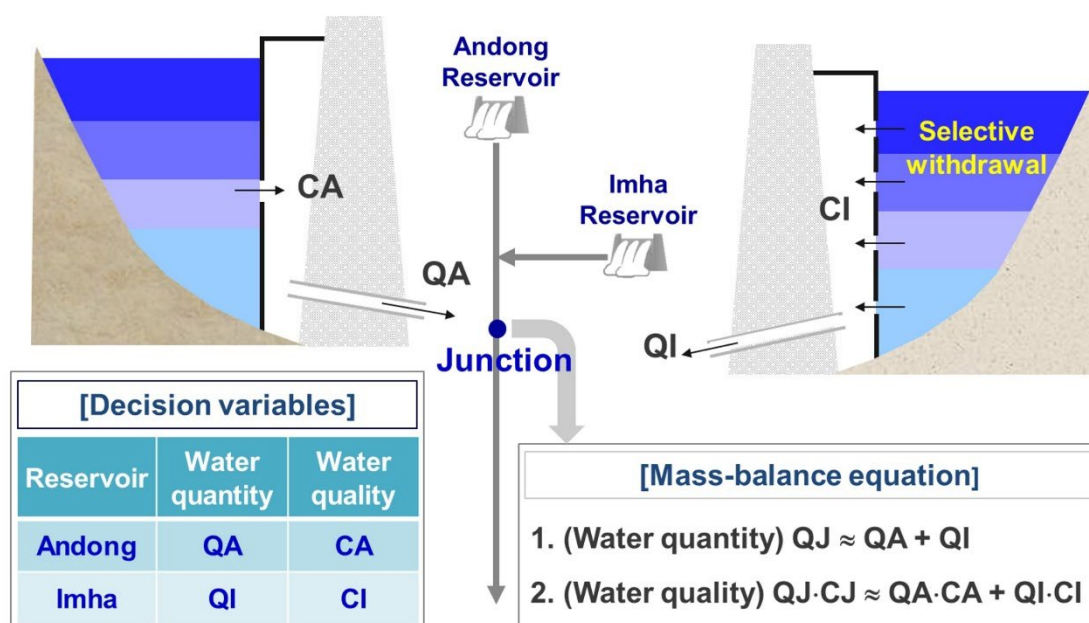 Andong
Reservoir
Selective
withdrawal
CA
Imha
Reservoir
CI
QA
QI
Junction
[Decision variables]
Reservoir
Water
quantity
Water
quality
Andong QA CA
Imha QI CI
[Mass-balance equation]
1. (Water quantity) QJ ≈ QA + QI
2. (Water quality) QJ·CJ ≈ QA·CA + QI·CI